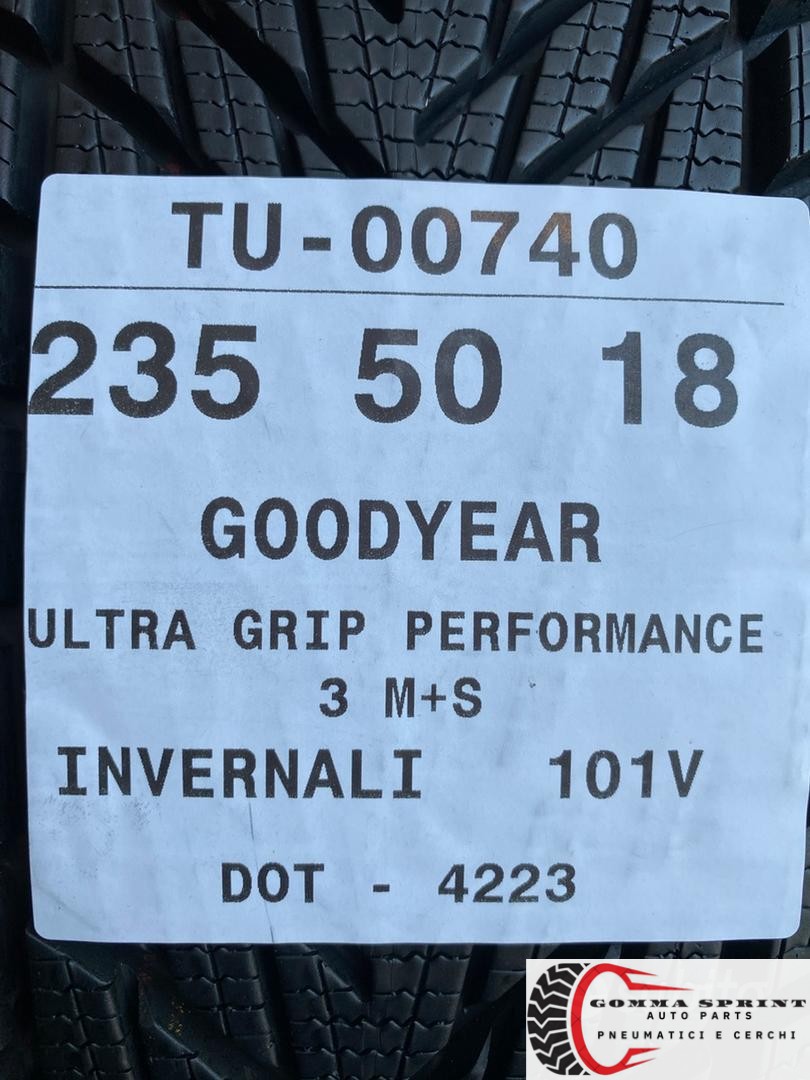 TU-00740
235 50 18
GOODYEAR
ULTRA GRIP PERFORMANCE
3 M+S
INVERNALI 101V
DOT - 4223
GOMMA SPRINT
AUTO PARTS
PNEUMATICI E CERCHI